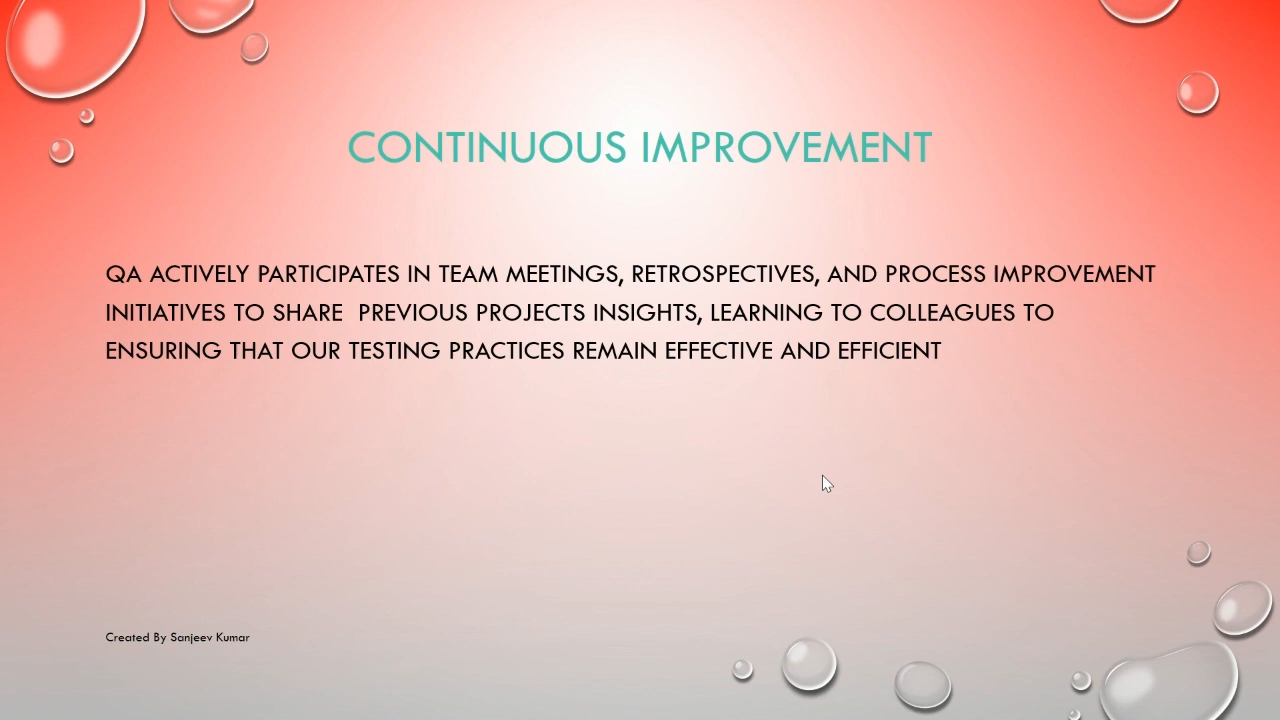 CONTINUOUS IMPROVEMENT
QA ACTIVELY PARTICIPATES IN TEAM MEETINGS, RETROSPECTIVES, AND PROCESS IMPROVEMENT
INITIATIVES TO SHARE  PREVIOUS PROJECTS INSIGHTS, LEARNING TO COLLEAGUES TO
ENSURING THAT OUR TESTING PRACTICES REMAIN EFFECTIVE AND EFFICIENT
Created By Sanjeev Kumar